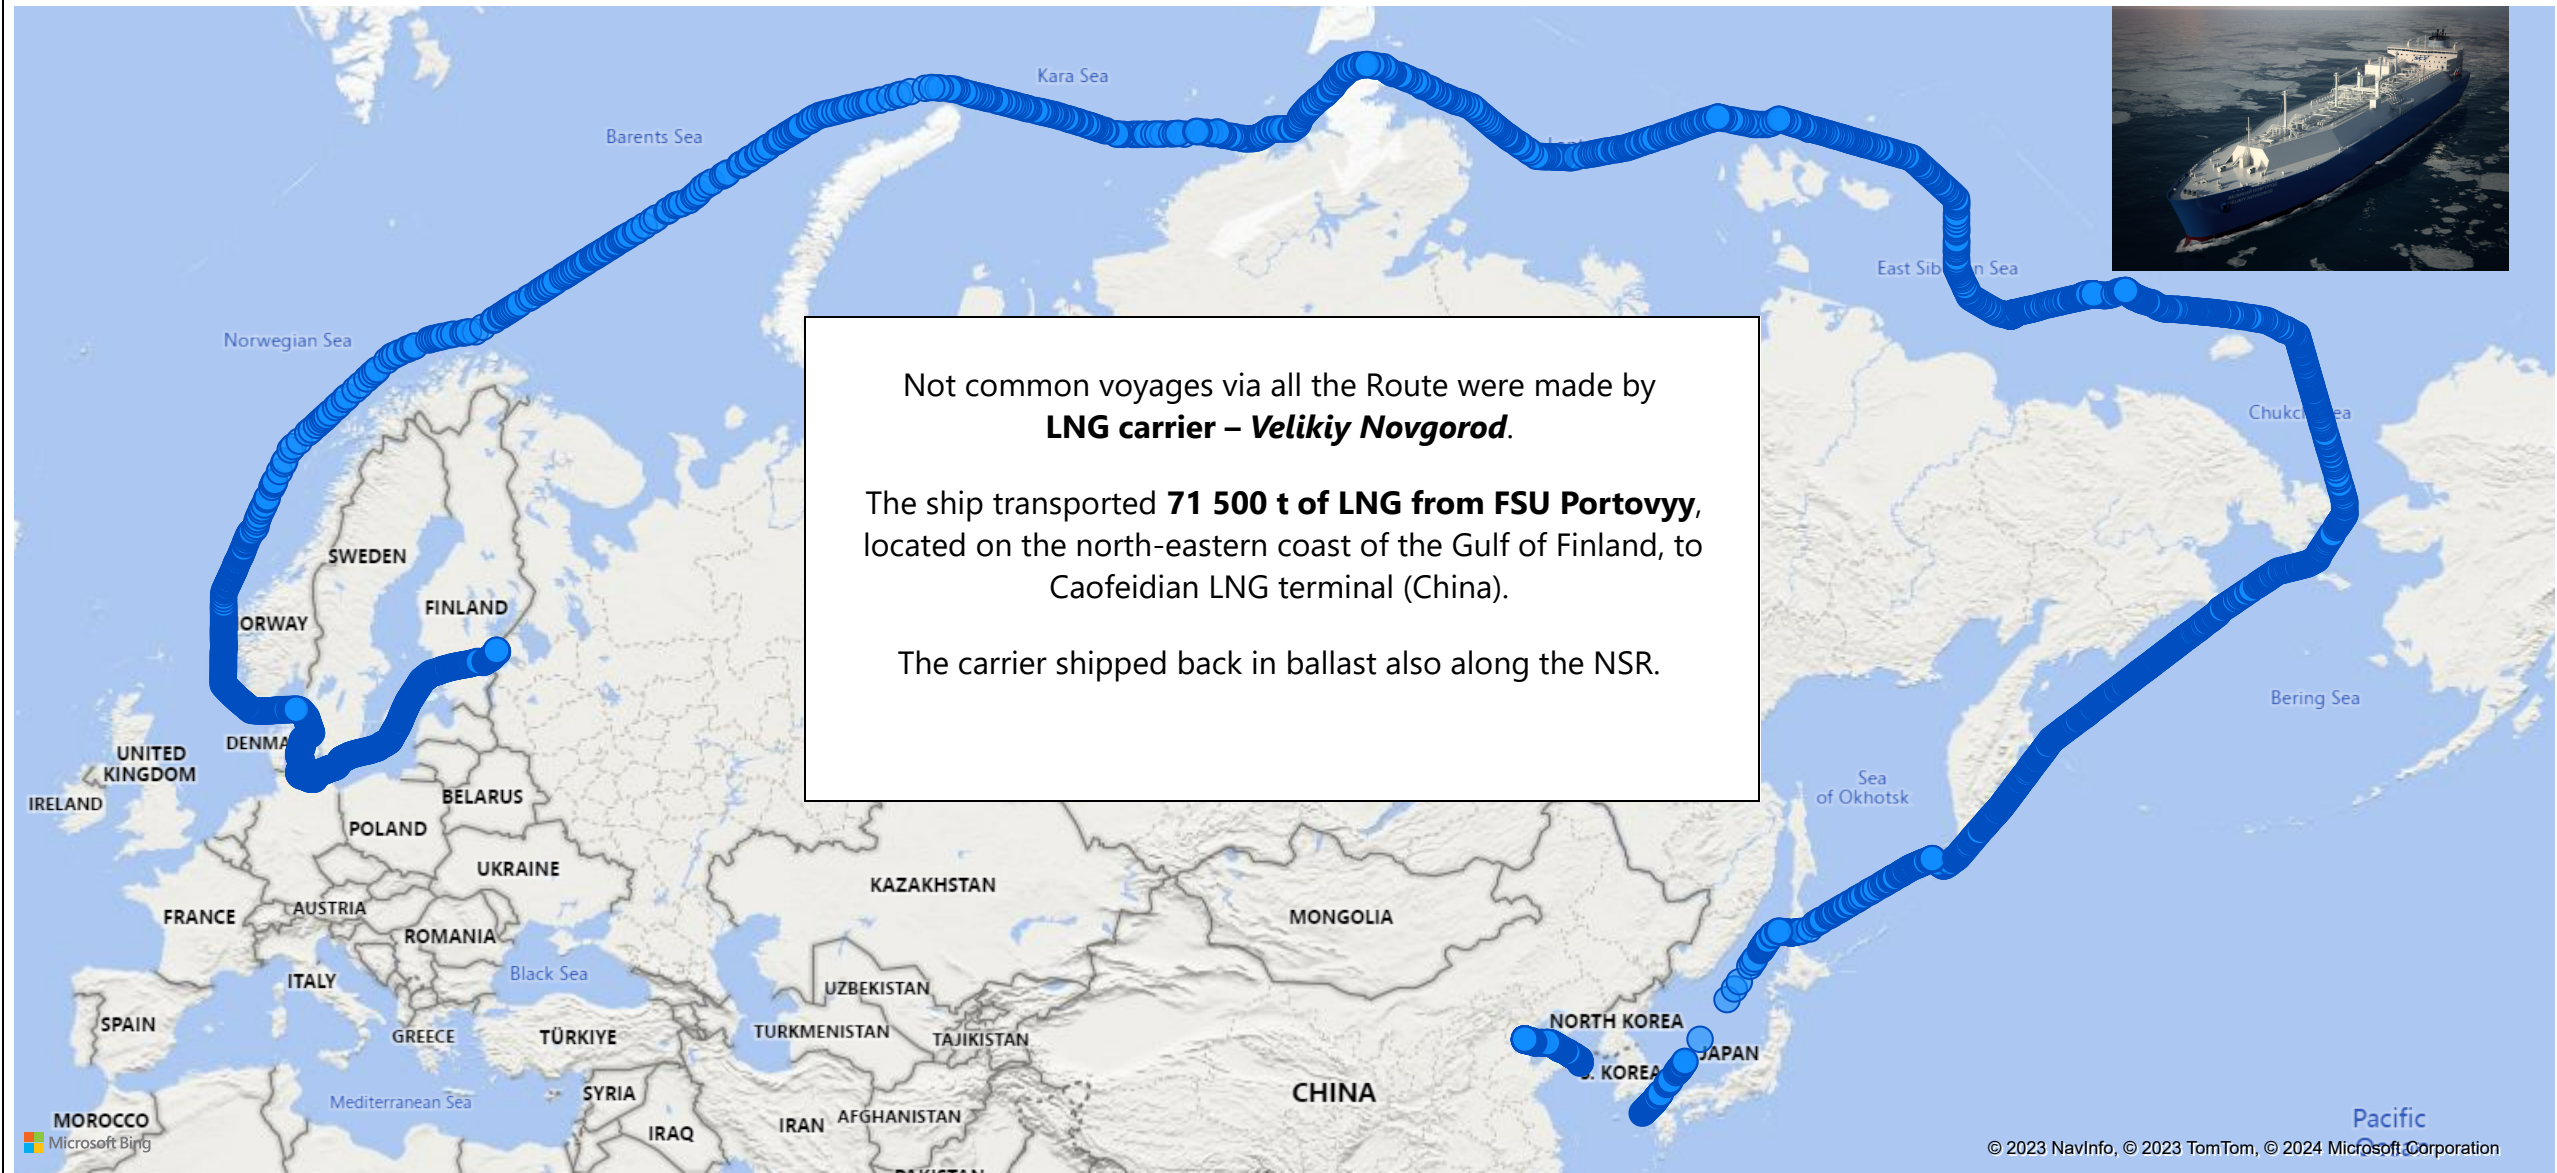 Kara Sea
Barents Sea
Norwegian Sea
East Sib n Sea
Chukc ea
Not common voyages via all the Route were made by
LNG carrier – Velikiy Novgorod.
The ship transported 71 500 t of LNG from FSU Portovyy,
located on the north-eastern coast of the Gulf of Finland, to
Caofeidian LNG terminal (China).
The carrier shipped back in ballast also along the NSR.
SWEDEN
FINLAND
ORWAY
DENMA
UNITED
KINGDOM
IRELAND
BELARUS
POLAND
UKRAINE
FRANCE
AUSTRIA
ROMANIA
ITALY
Black Sea
SPAIN
GREECE
TÜRKIYE
Mediterranean Sea
SYRIA
MOROCCO
IRAQ
IRAN
AFGHANISTAN
PAKISTAN
KAZAKHSTAN
UZBEKISTAN
TURKMENISTAN
TAJIKISTAN
MONGOLIA
CHINA
NORTH KOREA
S. KOREA
JAPAN
Sea
of Okhotsk
Bering Sea
Pacific
Microsoft Bing
© 2023 NavInfo, © 2023 TomTom, © 2024 Microsoft Corporation